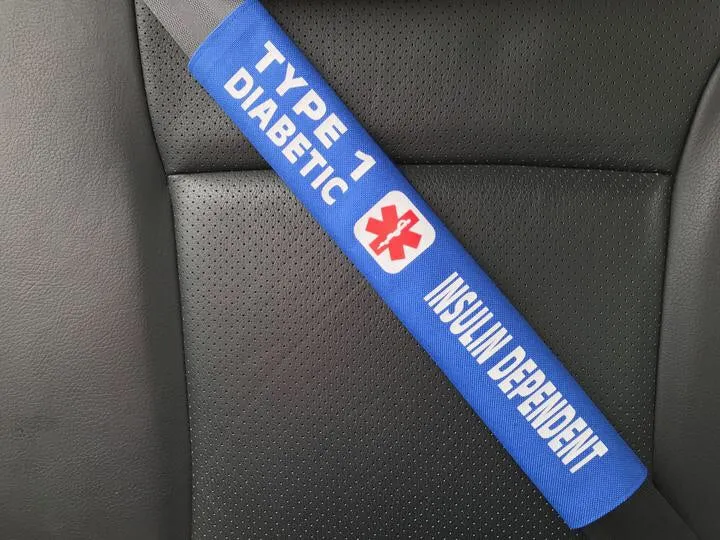 TYPE 1
DIABETIC
INSULIN DEPENDENT